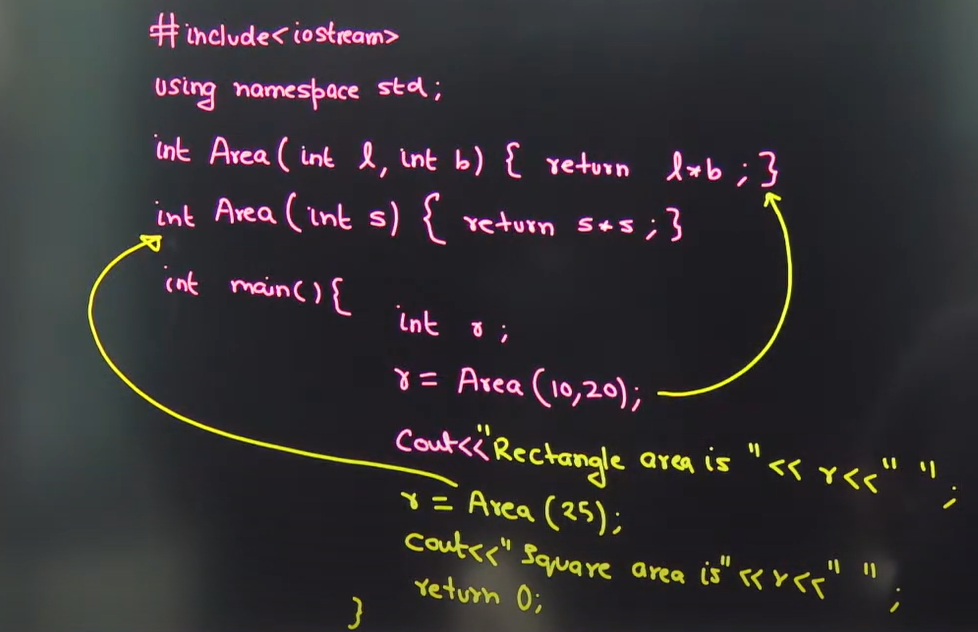 #include<iostream>
using namespace std;
int Area( int l, int b) { return l*b ; }
int Area (int s) { return s*s ; }
int main(){
int r ;
r = Area (10,20);
Cout<<"Rectangle area is "<< r<<" ";
r = Area (25);
cout<<" Square area is"<<r<<" " ;
return 0;
}